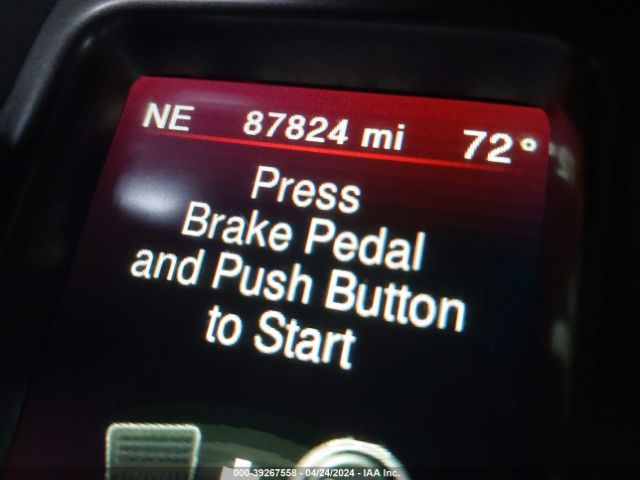 NE 87824 mi 72°
Press
Brake Pedal
and Push Button
to Start
000-39267558 - 04/24/2024 - IAA Inc.